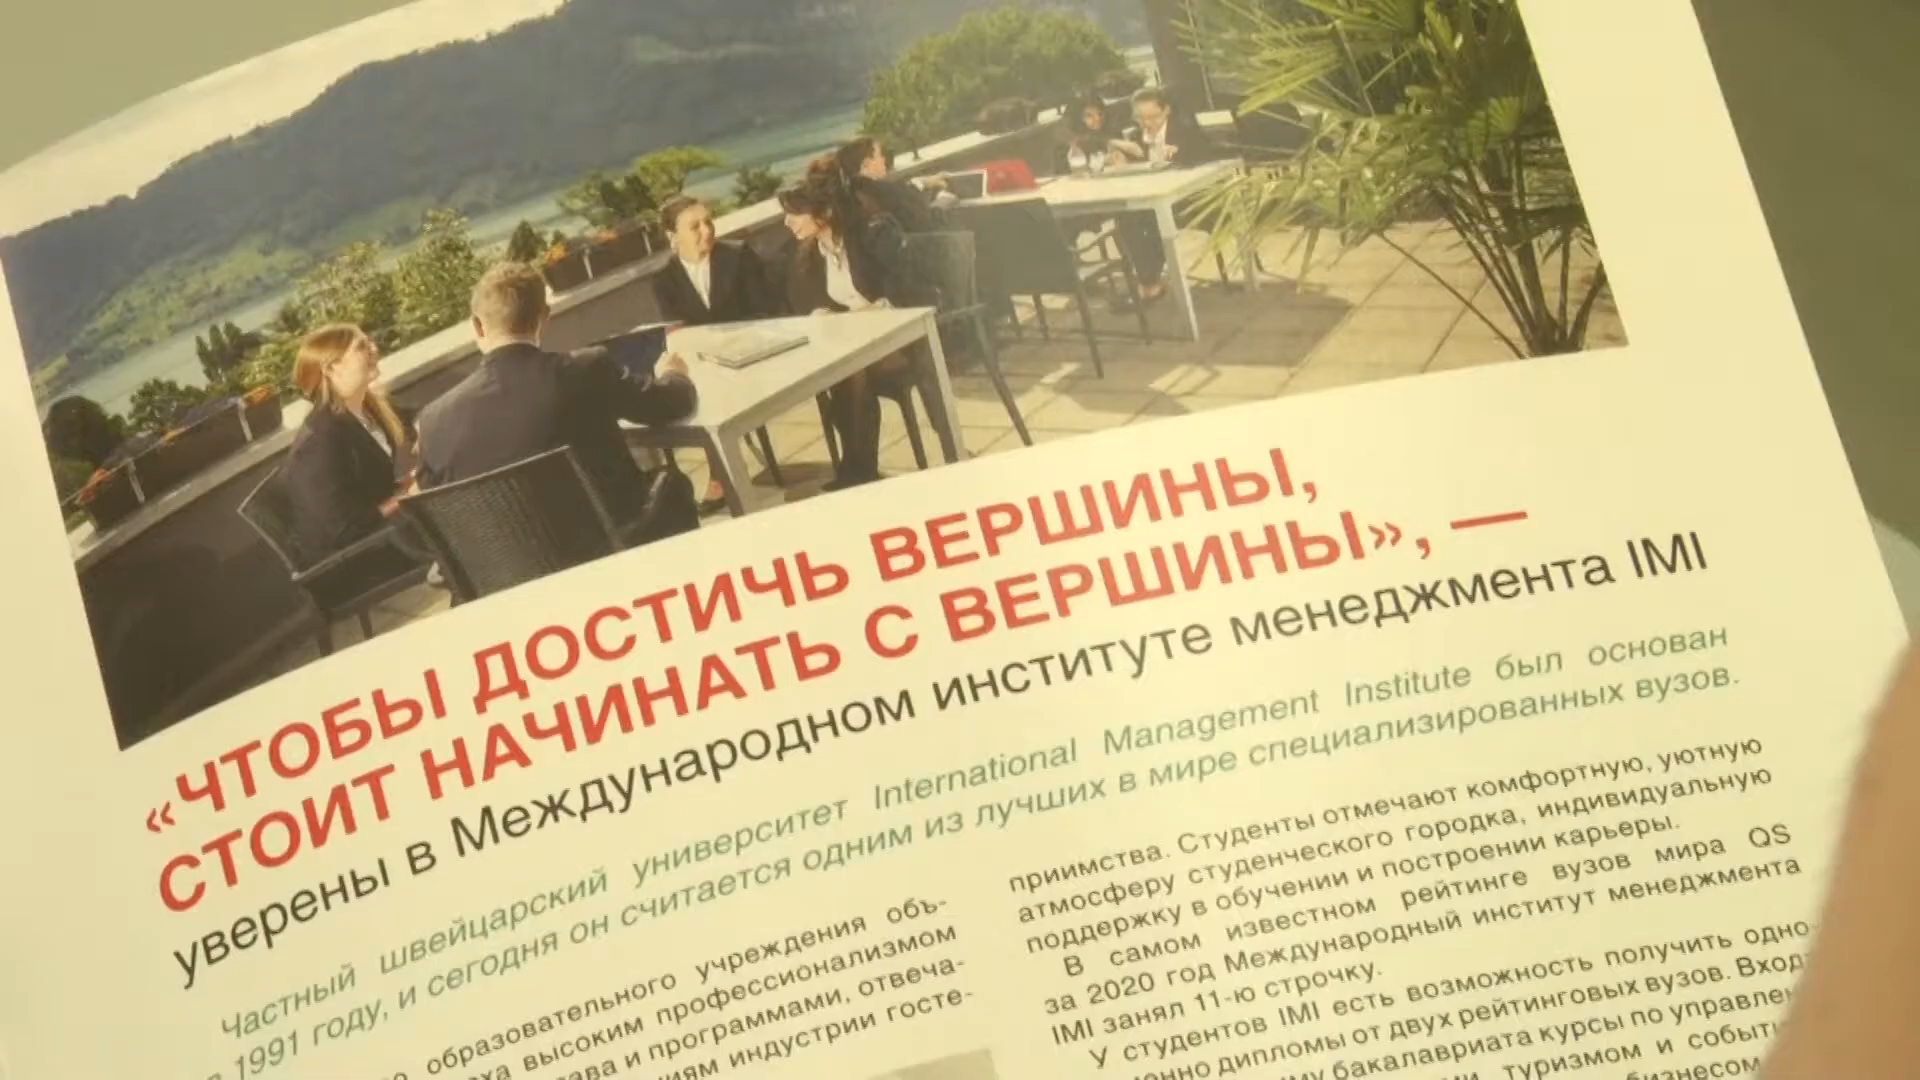 «ЧТОБЫ ДОСТИЧЬ ВЕРШИНЫ,
СТОИТ НАЧИНАТЬ С ВЕРШИНЫ», —
уверены в Международном институте менеджмента IMI
Частный швейцарский университет International Management Institute был основан
1991 году, и сегодня он считается одним из лучших в мире специализированных вузов.
образовательного учреждения объ-
высоким профессионализмом
и программами, отвеча-
индустрии госте-
приимства. Студенты отмечают комфортную, уютную
атмосферу студенческого городка, индивидуальную
поддержку в обучении и построении карьеры.
В самом известном рейтинге вузов мира QS
за 2020 год Международный институт менеджмента
IMI занял 11-ю строчку.
У студентов IMI есть возможность получить одно-
дипломы от двух рейтинговых вузов.
бакалавриата курсы по
туризмом и